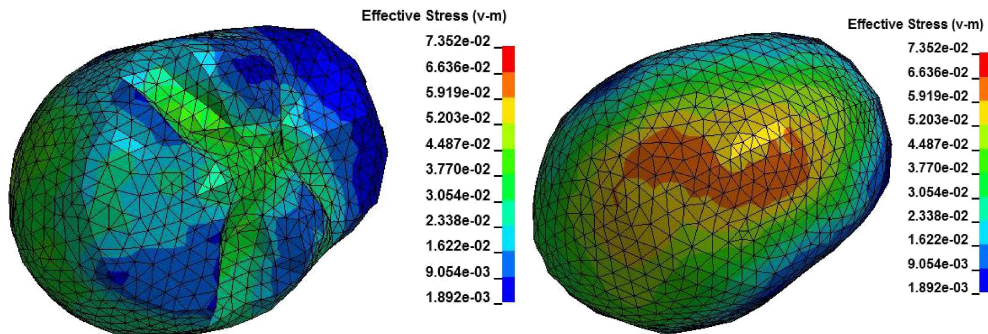 Effective Stress (v-m)
7.352e-02
6.636e-02
5.919e-02
5.203e-02
4.487e-02
3.770e-02
3.054e-02
2.338e-02
1.622e-02
9.054e-03
1.892e-03
Effective Stress (v-m)
7.352e-02
6.636e-02
5.919e-02
5.203e-02
4.487e-02
3.770e-02
3.054e-02
2.338e-02
1.622e-02
9.054e-03
1.892e-03